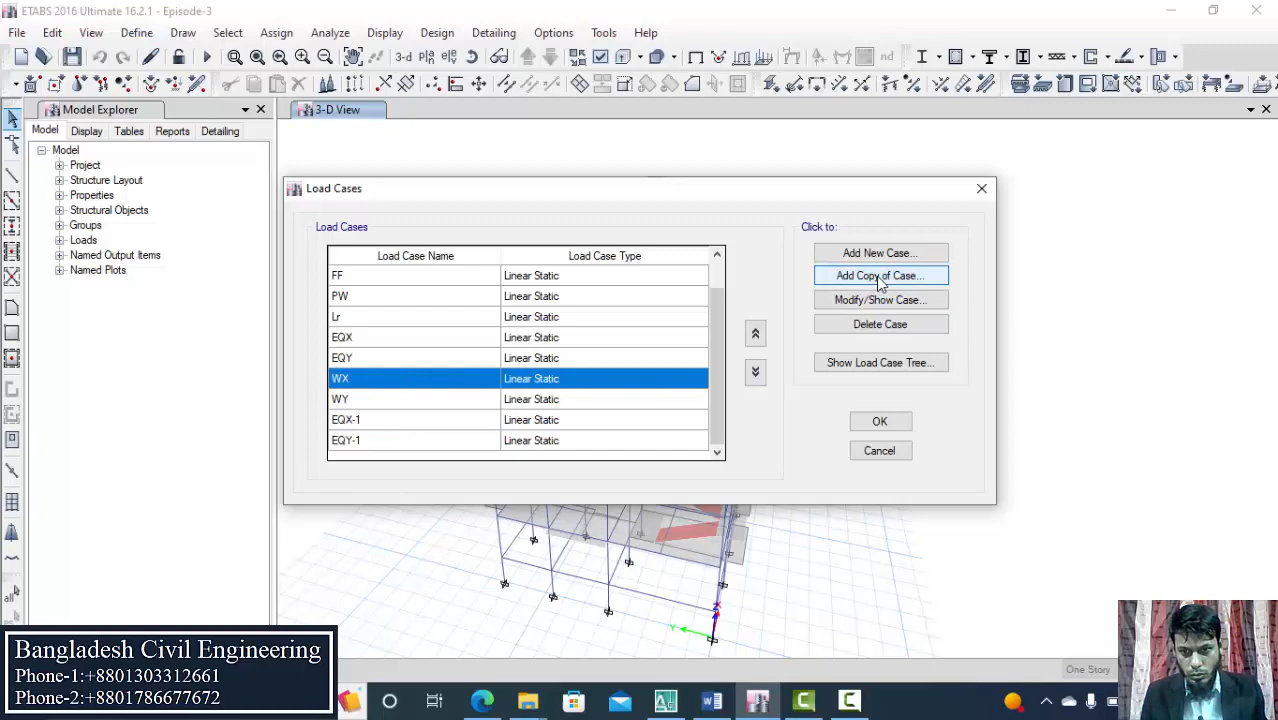 ETABS 2016 Ultimate 16.2.1 - Episode-3
File Edit View Define Draw Select Assign Analyze Display Design Detailing Options Tools Help
3-d
nd
Model Explorer
3-D View
Model Display Tables Reports Detailing
Model
Project
Structure Layout
Properties
Structural Objects
Groups
Loads
Named Output Items
Named Plots
all
Load Cases
Load Cases
Load Case Name Load Case Type
FF Linear Static
PW Linear Static
Lr Linear Static
EQX Linear Static
EQY Linear Static
WX Linear Static
WY Linear Static
EQX-1 Linear Static
EQY-1 Linear Static
Click to:
Add New Case...
Add Copy of Case...
Modify/Show Case...
Delete Case
Show Load Case Tree...
OK
Cancel
X
Z
Y
One Story
Bangladesh Civil Engineering
Phone-1:+8801303312661
Phone-2:+8801786677672